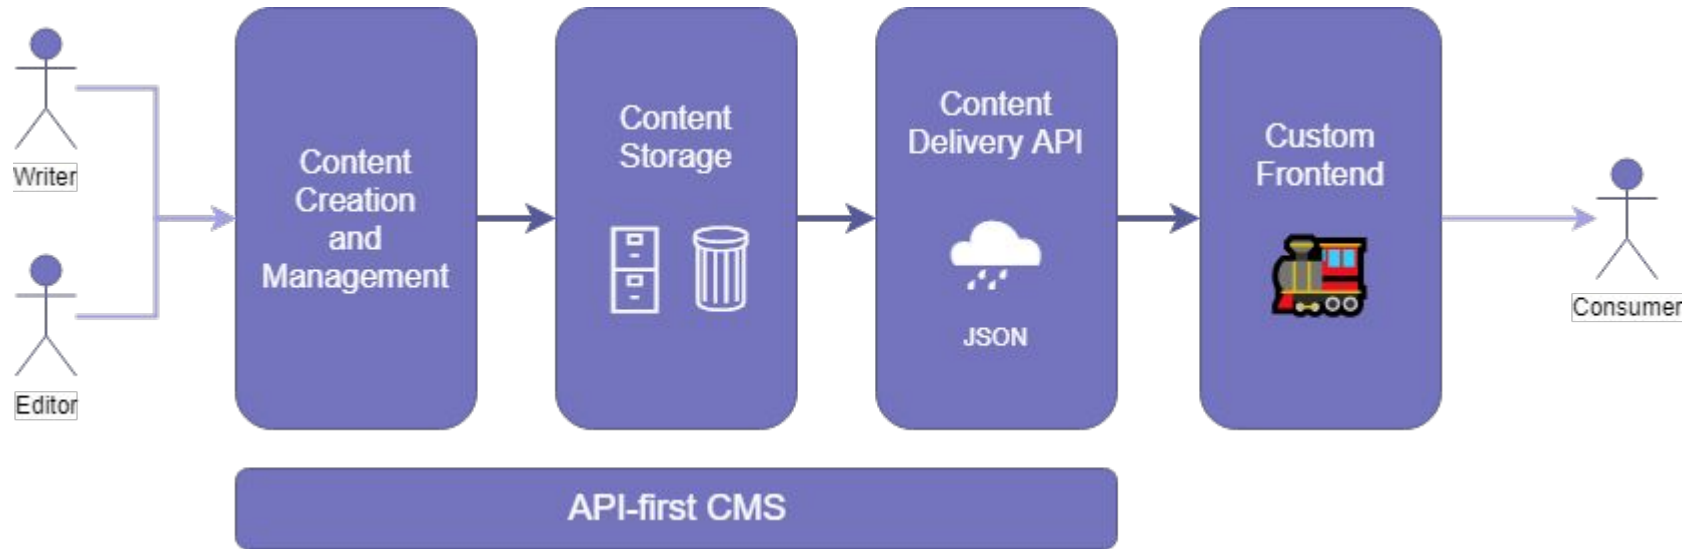 Writer
Editor
Content
Creation
and
Management
Content
Storage
Content
Delivery API
JSON
Custom
Frontend
Consumer
API-first CMS